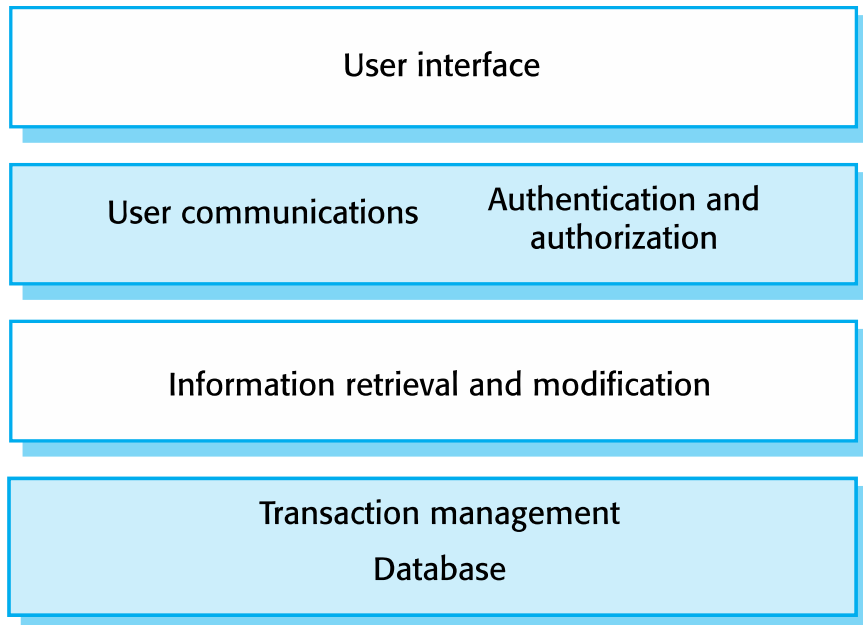 User interface
User communications
Authentication and
authorization
Information retrieval and modification
Transaction management
Database